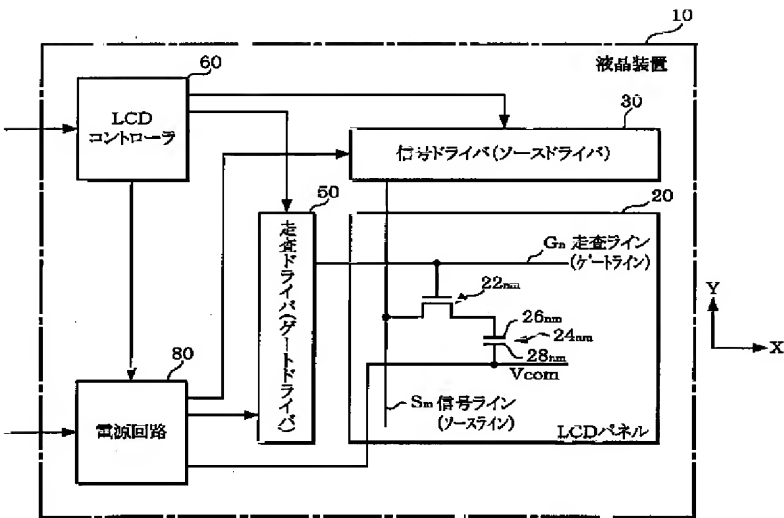 10
液晶装置
60
LCD
コントローラ
30
信号ドライバ(ソースドライバ)
50
走査ドライバ(ゲートドライバ)
20
Gn 走査ライン
(ゲートライン)
22nm
26nm
24nm
28nm
Vcom
Sm 信号ライン
(ソースライン)
LCDパネル
80
電源回路
Y
X